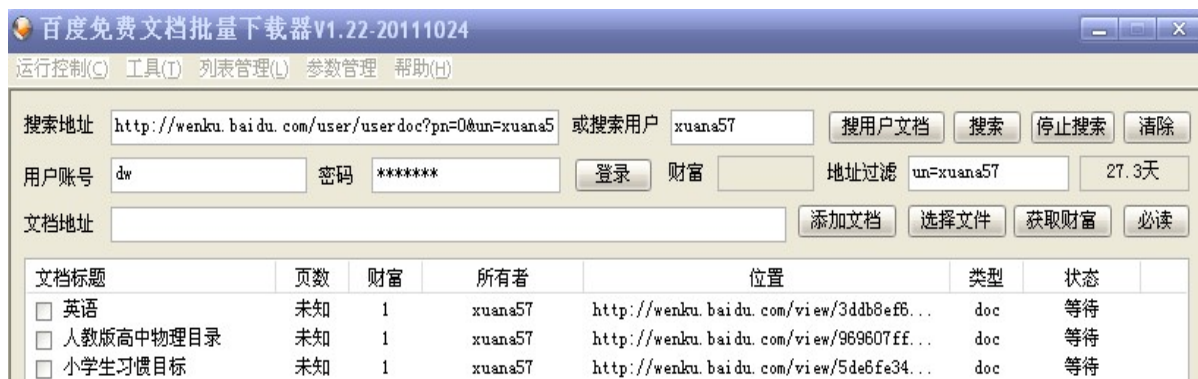 百度免费文档批量下载器V1.22-20111024
运行控制(C) 工具(T) 列表管理(L) 参数管理 帮助(H)
搜索地址 http://wenku.baidu.com/user/userdoc?pn=0&un=xuana5 或搜索用户 xuana57 搜用户文档 搜索 停止搜索 清除
用户账号 dw 密码 ******* 登录 财富 地址过滤 un=xuana57 27.3天
文档地址 添加文档 选择文件 获取财富 必读
文档标题 页数 财富 所有者 位置 类型 状态
英语 未知 1 xuana57 http://wenku.baidu.com/view/3ddb8ef6... doc 等待
人教版高中物理目录 未知 1 xuana57 http://wenku.baidu.com/view/969607ff... doc 等待
小学生习惯目标 未知 1 xuana57 http://wenku.baidu.com/view/5de6fe34... doc 等待